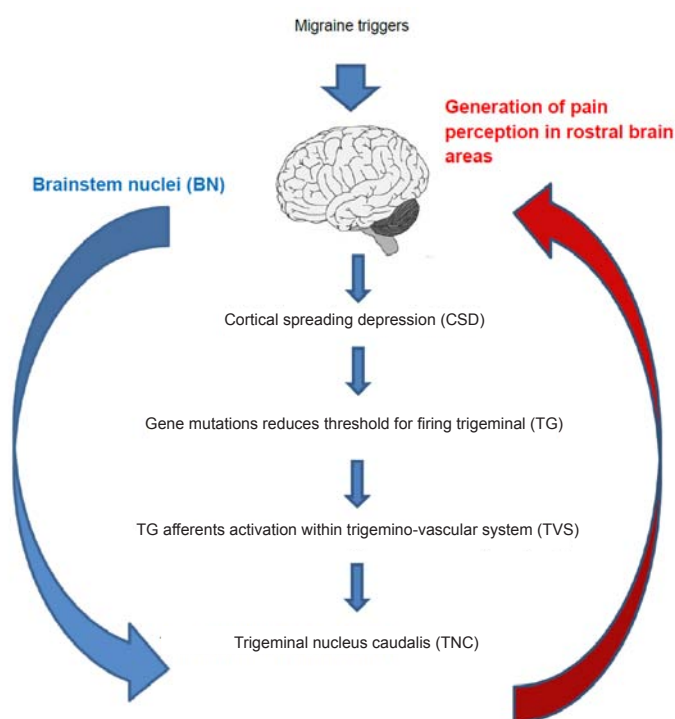 Migraine triggers
Generation of pain
perception in rostral brain
areas
Brainstem nuclei (BN)
Cortical spreading depression (CSD)
Gene mutations reduces threshold for firing trigeminal (TG)
TG afferents activation within trigemino-vascular system (TVS)
Trigeminal nucleus caudalis (TNC)